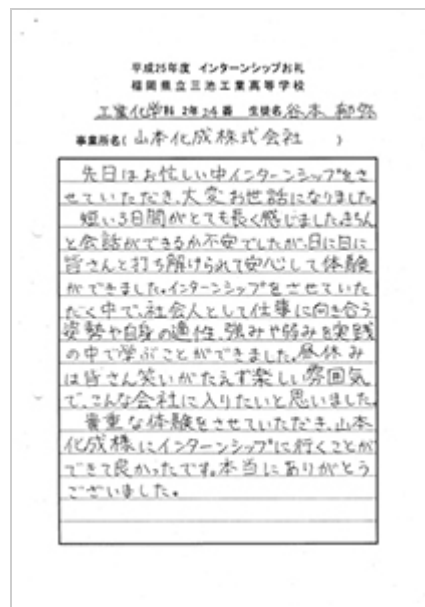 平成25年度 インターンシップお礼
福岡県立三池工業高等学校
工業化学科 2年24番 生徒名 谷本
事業所名( 山本化成株式会社 )
先日はお忙しい中インターンシップをさ
せていただき、大変お世話になりました。
短い3日間がとても長く感じました。きちん
と会話ができるか不安でしたが、日に日に
皆さんと打ち解けられて安心して体験
ができました。インターンシップをさせていた
だく中で、社会人として仕事に向き合う
姿勢や自身の適性、強みや弱みを実践
の中で学ぶことができました。昼休み
は皆さん笑いがたえず楽しい雰囲気
で、こんな会社に入りたいと思いました。
貴重な体験をさせていただき、山本
化成様にインターンシップに行くことが
できて良かったです。本当にありがとう
ございました。